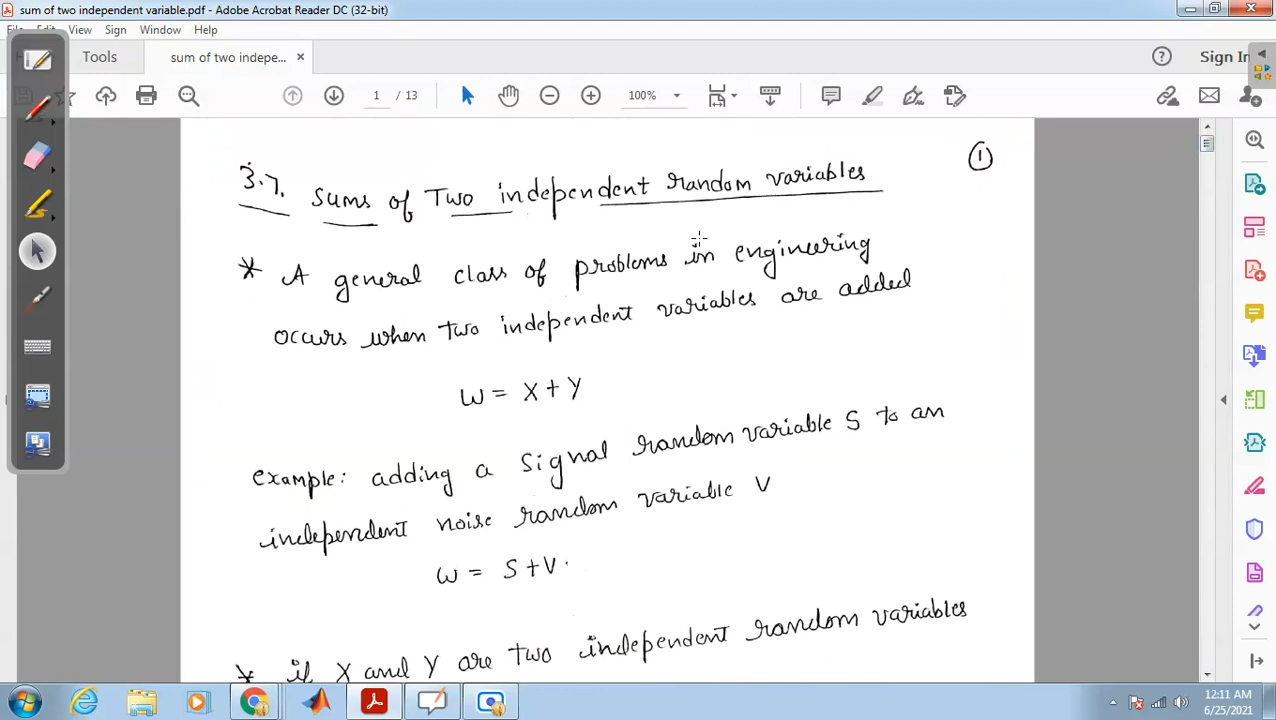 sum of two independent variable.pdf - Adobe Acrobat Reader DC (32-bit)
File Edit View Sign Window Help
Tools
sum of two indepe... ×
Sign In
1 / 13
100%
①
3.7. Sums of Two independent random variables
* A general class of problems in engineering
occurs when two independent variables are added
W = X + Y
example: adding a signal random variable S to an
independent noise random variable V
W = S + V.
* if X and Y are two independent random variables
12:11 AM
6/25/2021